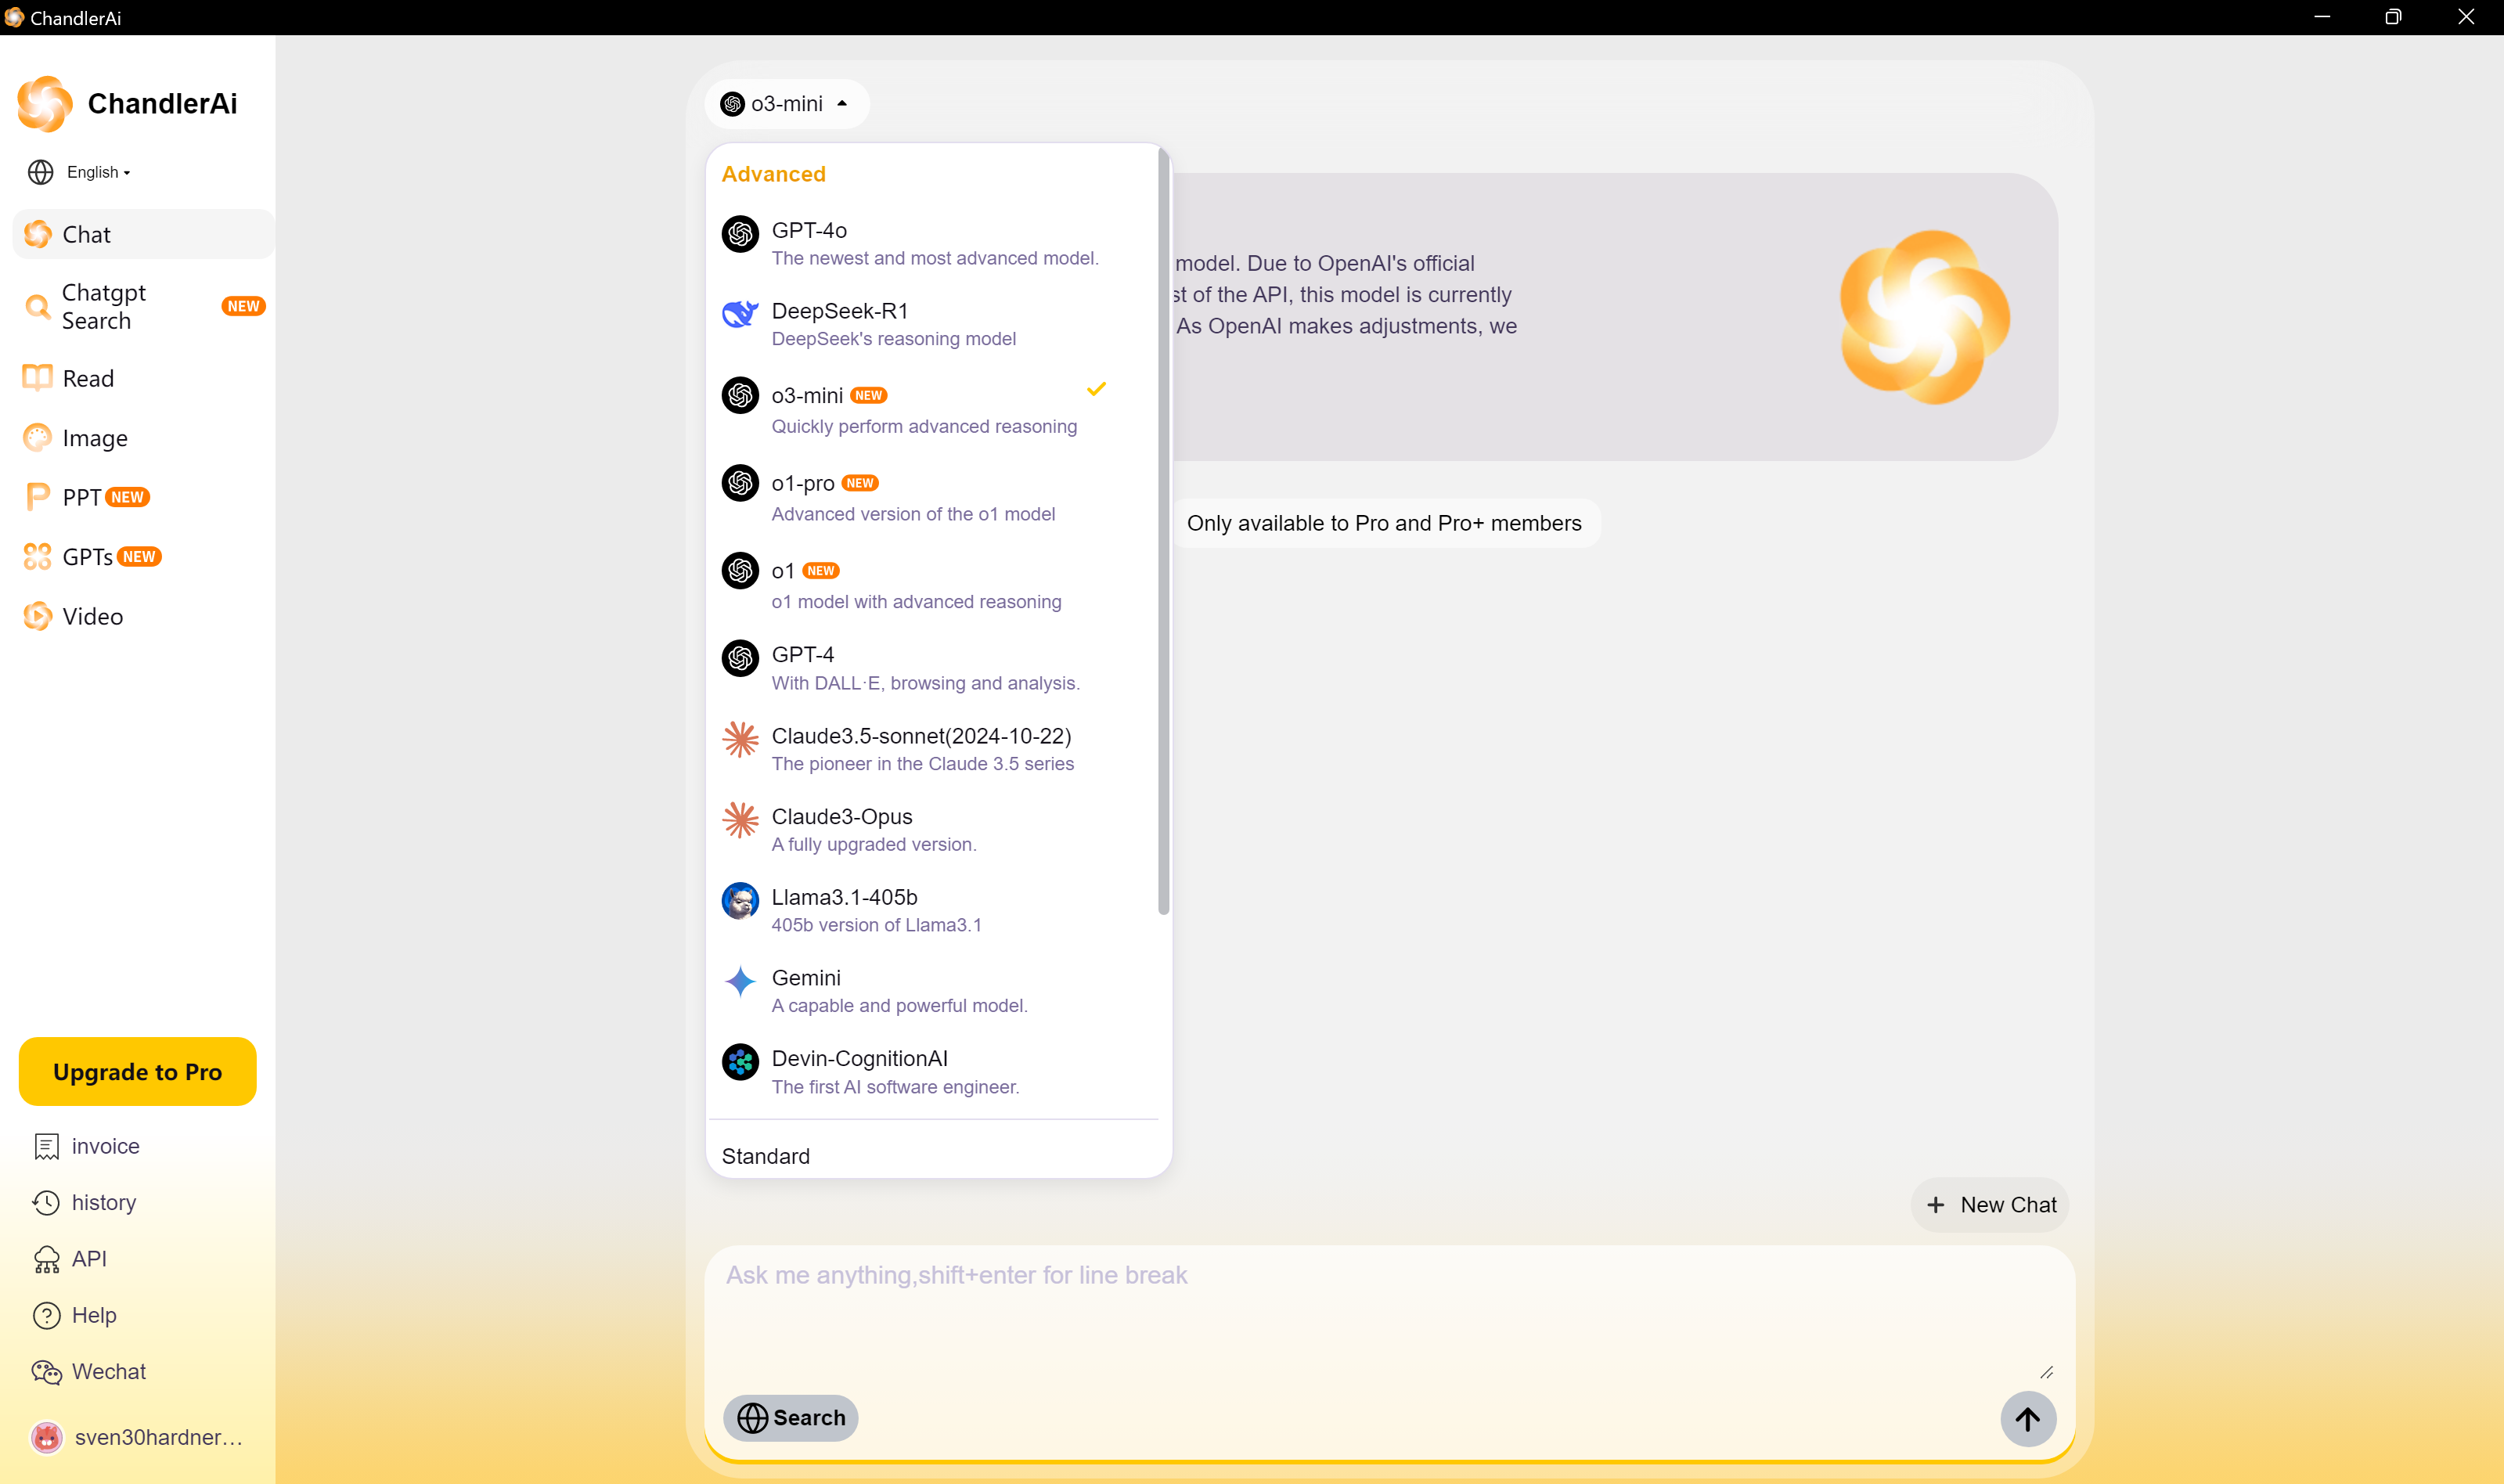 ChandlerAi
ChandlerAi
English
Chat
Chatgpt
Search
NEW
Read
Image
PPT NEW
GPTs NEW
Video
Upgrade to Pro
invoice
history
API
Help
Wechat
sven30hardner...
o3-mini
Advanced
GPT-4o
The newest and most advanced model.
DeepSeek-R1
DeepSeek's reasoning model
o3-mini NEW
Quickly perform advanced reasoning
o1-pro NEW
Advanced version of the o1 model
o1 NEW
o1 model with advanced reasoning
GPT-4
With DALL·E, browsing and analysis.
Claude3.5-sonnet(2024-10-22)
The pioneer in the Claude 3.5 series
Claude3-Opus
A fully upgraded version.
Llama3.1-405b
405b version of Llama3.1
Gemini
A capable and powerful model.
Devin-CognitionAI
The first AI software engineer.
Standard
model. Due to OpenAI's official
of the API, this model is currently
As OpenAI makes adjustments, we
Only available to Pro and Pro+ members
New Chat
Ask me anything,shift+enter for line break
Search